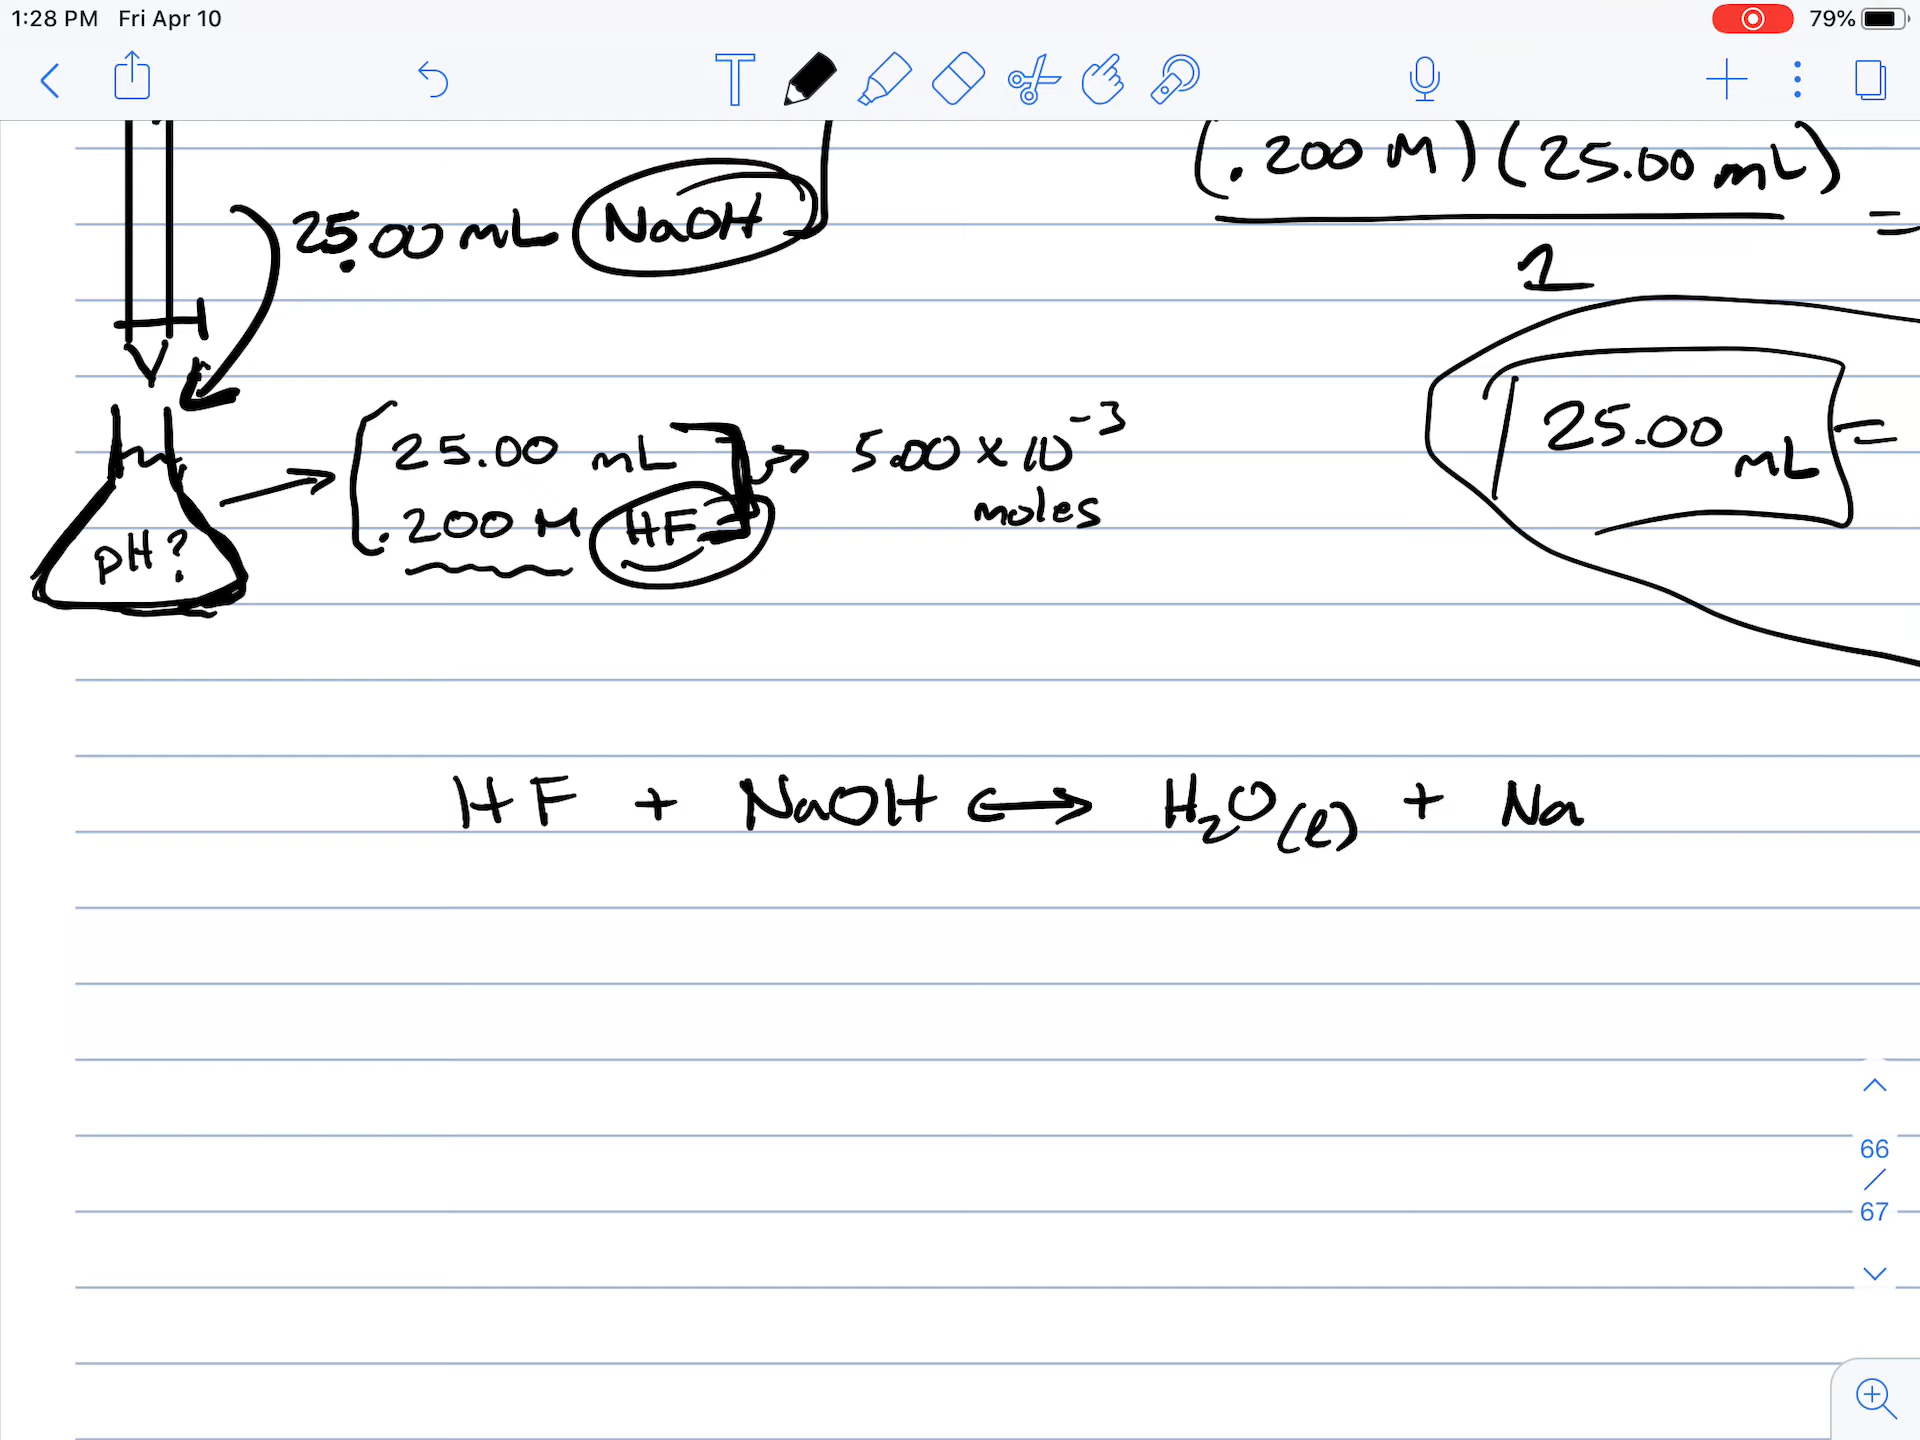 1:28 PM Fri Apr 10 79%
T
(.200 M)(25.00 mL) =
1
25.00 mL NaOH
25.00 mL =
25.00 mL → 5.00 x 10⁻³ moles
.200 M HF
pH?
HF + NaOH ⟷ H₂O(l) + Na
66
/
67